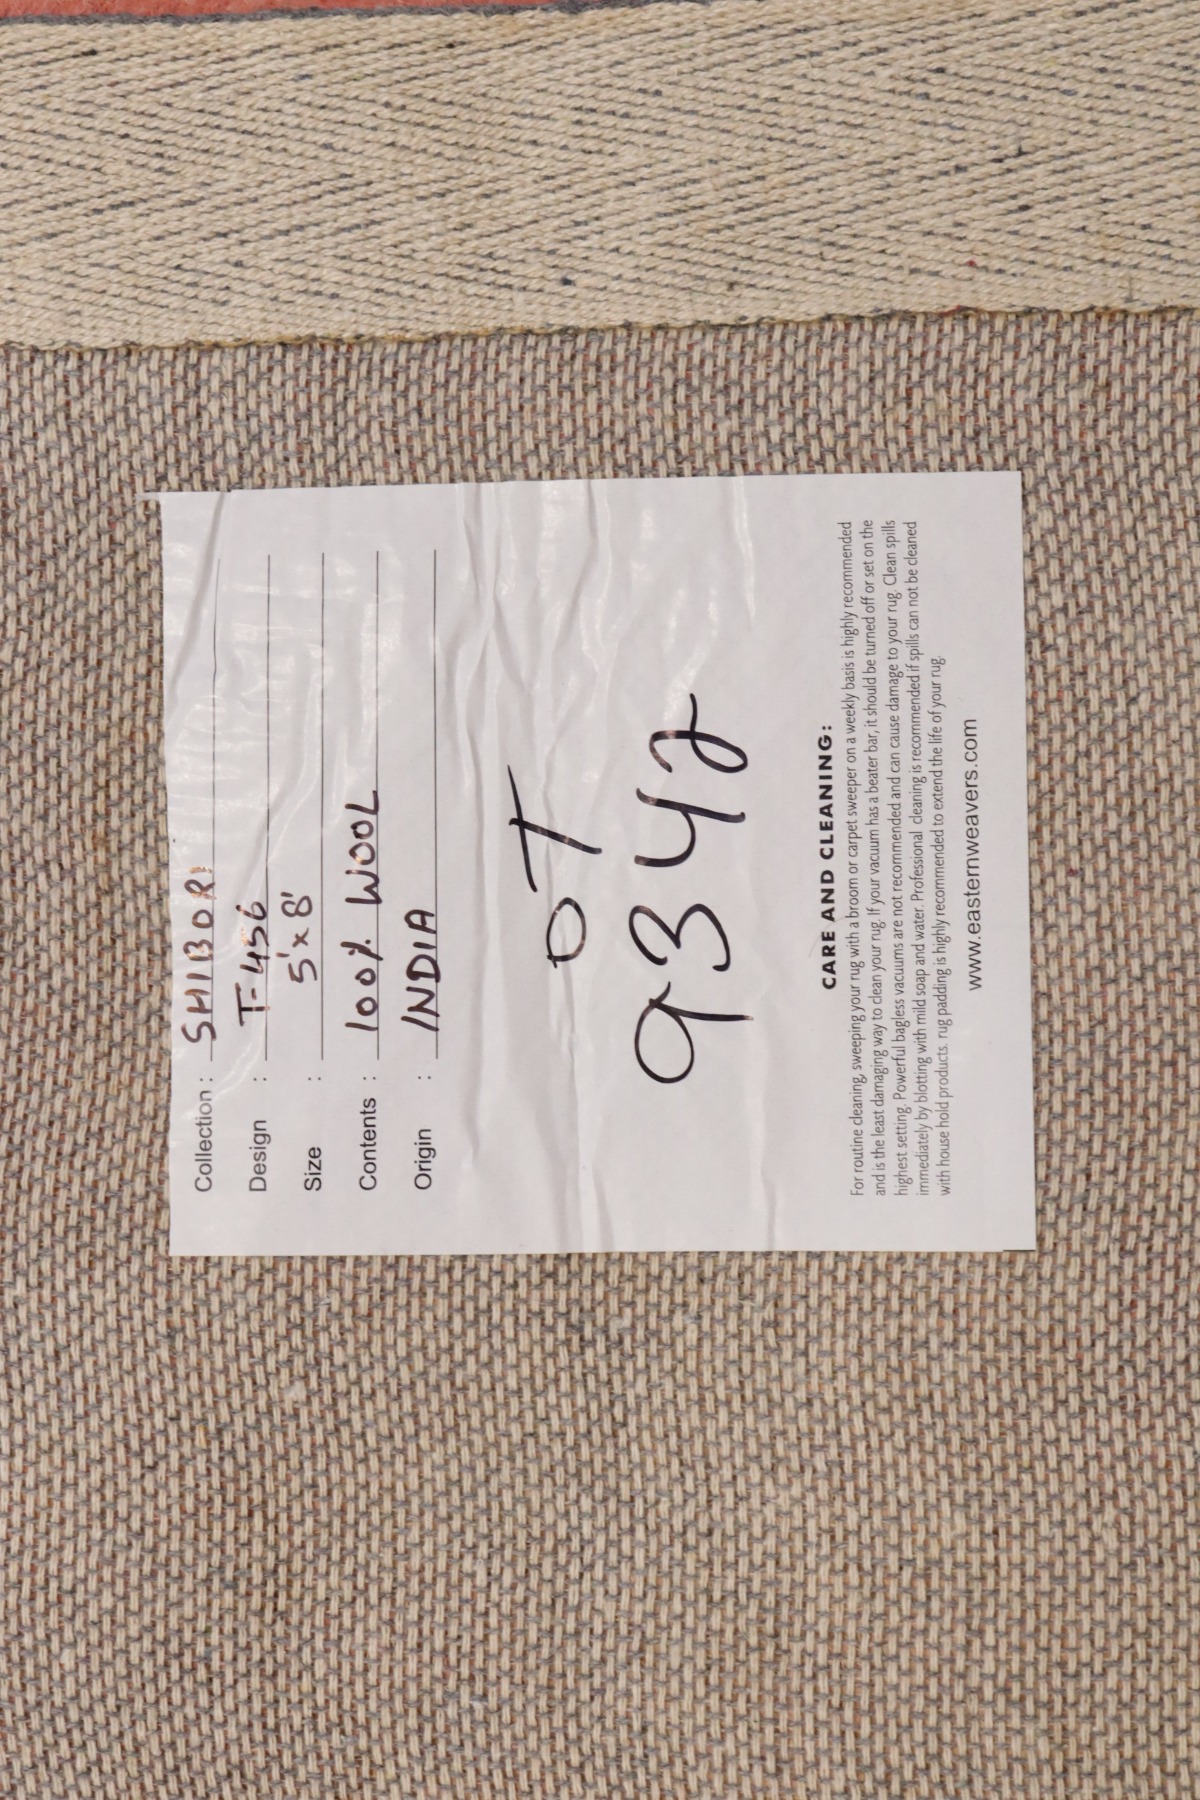 Collection : SHIBORI
Design : T-456
Size : 5'x8'
Contents : 100% WOOL
Origin : INDIA
OT
9342
CARE AND CLEANING:
For routine cleaning, sweeping your rug with a broom or carpet sweeper on a weekly basis is highly recommended
and is the least damaging way to clean your rug. If your vacuum has a beater bar, it should be turned off or set on the
highest setting. Powerful bagless vacuums are not recommended and can cause damage to your rug. Clean spills
immediately by blotting with mild soap and water. Professional cleaning is recommended if spills can not be cleaned
with house hold products. rug padding is highly recommended to extend the life of your rug.
www.easternweavers.com